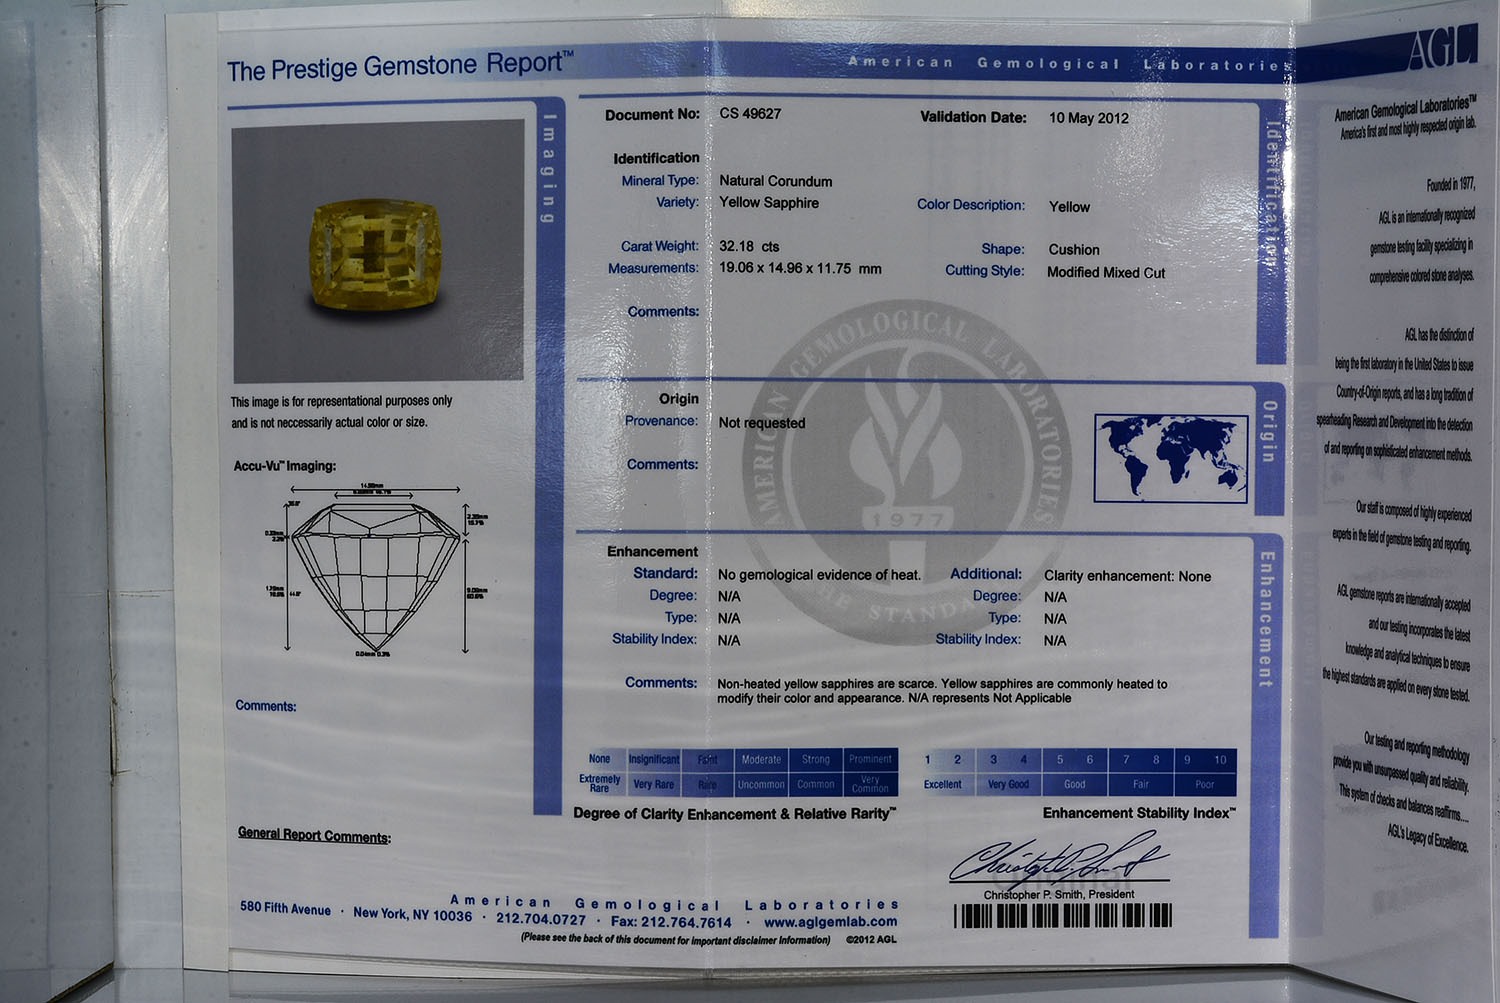 The Prestige Gemstone Report™
American Gemological Laboratories
AGL
Imaging
This image is for representational purposes only
and is not neccessarily actual color or size.
Accu-Vu™ Imaging:
Comments:
General Report Comments:
Document No: CS 49627 Validation Date: 10 May 2012
Identification
Mineral Type: Natural Corundum
Variety: Yellow Sapphire Color Description: Yellow
Carat Weight: 32.18 cts Shape: Cushion
Measurements: 19.06 x 14.96 x 11.75 mm Cutting Style: Modified Mixed Cut
Comments:
Identification
Origin
Provenance: Not requested
Comments:
Origin
AMERICAN GEMOLOGICAL LABORATORIES
1977
Enhancement
Standard: No gemological evidence of heat. Additional: Clarity enhancement: None
Degree: N/A Degree: N/A
Type: N/A Type: N/A
Stability Index: N/A Stability Index: N/A
Comments: Non-heated yellow sapphires are scarce. Yellow sapphires are commonly heated to
modify their color and appearance. N/A represents Not Applicable
Enhancement
None Insignificant Faint Moderate Strong Prominent
Extremely Rare Very Rare Rare Uncommon Common Very Common
Degree of Clarity Enhancement & Relative Rarity™
1 2 3 4 5 6 7 8 9 10
Excellent Very Good Good Fair Poor
Enhancement Stability Index™
Christopher P. Smith, President
American Gemological Laboratories
580 Fifth Avenue · New York, NY 10036 · 212.704.0727 · Fax: 212.764.7614 · www.aglgemlab.com
(Please see the back of this document for important disclaimer information) ©2012 AGL
American Gemological Laboratories™
America's first and most highly respected origin lab.
Founded in 1977,
AGL is an internationally recognized
gemstone testing facility specializing in
comprehensive colored stone analyses.
AGL has the distinction of
being the first laboratory in the United States to issue
Country-of-Origin reports, and has a long tradition of
spearheading Research and Development into the detection
of and reporting on sophisticated enhancement methods.
Our staff is composed of highly experienced
experts in the field of gemstone testing and reporting.
AGL gemstone reports are internationally accepted
and our testing incorporates the latest
knowledge and analytical techniques to ensure
the highest standards are applied on every stone tested.
Our testing and reporting methodology
provide you with unsurpassed quality and reliability.
This system of checks and balances reaffirms....
AGL's Legacy of Excellence.